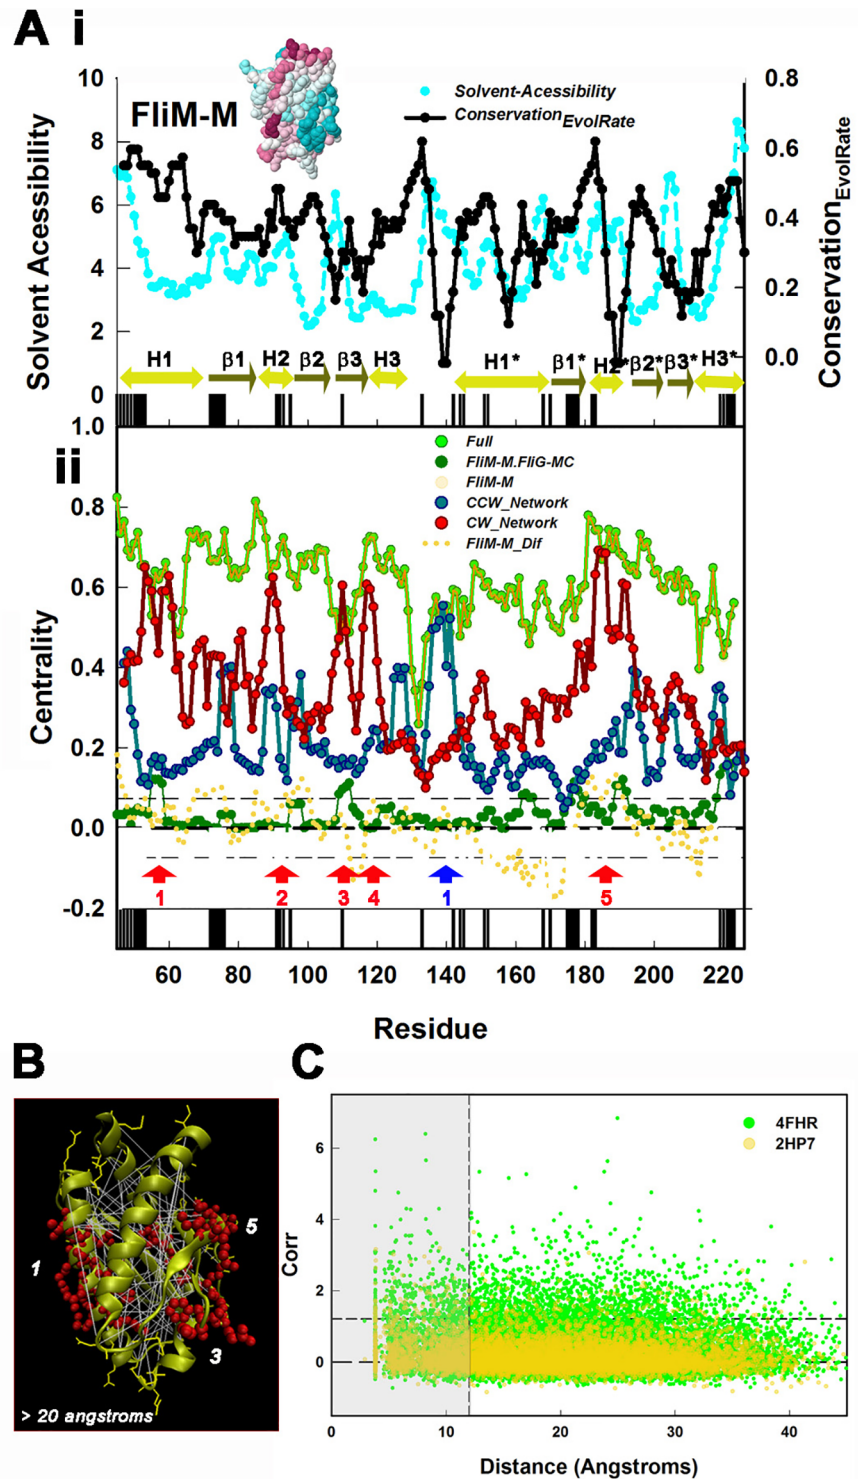 A i
10
8
6
4
2
0
Solvent Acessibility
FliM-M
Solvent-Acessibility
Conservation EvolRate
0.8
0.6
0.4
0.2
0.0
Conservation EvolRate
H1
β1
H2
β2
β3
H3
H1*
β1*
H2*
β2*
β3*
H3*
ii
1.0
0.8
0.6
0.4
0.2
0.0
-0.2
Centrality
Full
FliM-M.FliG-MC
FliM-M
CCW_Network
CW_Network
FliM-M_Dif
1
2
3
4
1
5
60
80
100
120
140
160
180
200
220
Residue
B
1
5
3
> 20 angstroms
C
6
4
2
0
Corr
4FHR
2HP7
0
10
20
30
40
Distance (Angstroms)